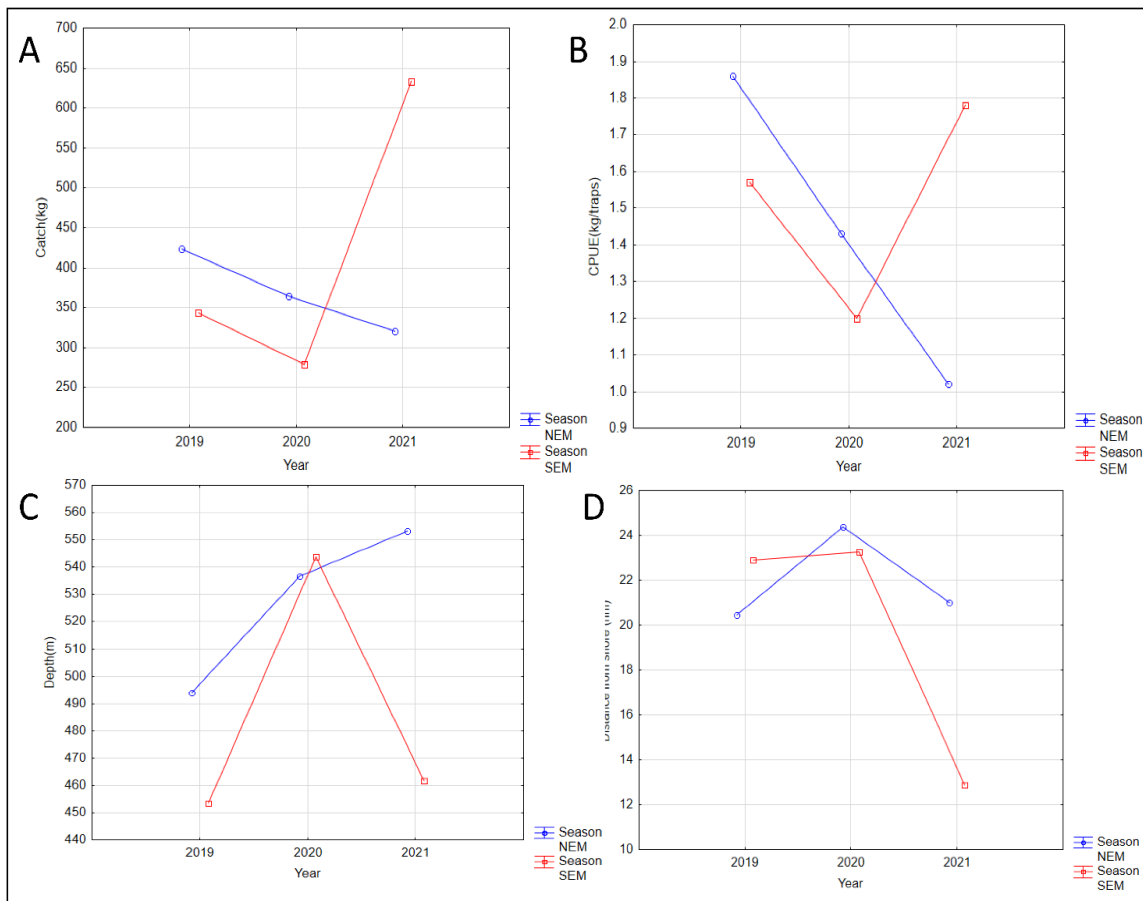 A
Catch(kg)
700
650
600
550
500
450
400
350
300
250
200
2019 2020 2021
Year
Season
NEM
Season
SEM
B
CPUE(kg/traps)
2.0
1.9
1.8
1.7
1.6
1.5
1.4
1.3
1.2
1.1
1.0
0.9
2019 2020 2021
Year
Season
NEM
Season
SEM
C
Depth(m)
570
560
550
540
530
520
510
500
490
480
470
460
450
440
2019 2020 2021
Year
Season
NEM
Season
SEM
D
Distance from shore (nm)
26
24
22
20
18
16
14
12
10
2019 2020 2021
Year
Season
NEM
Season
SEM